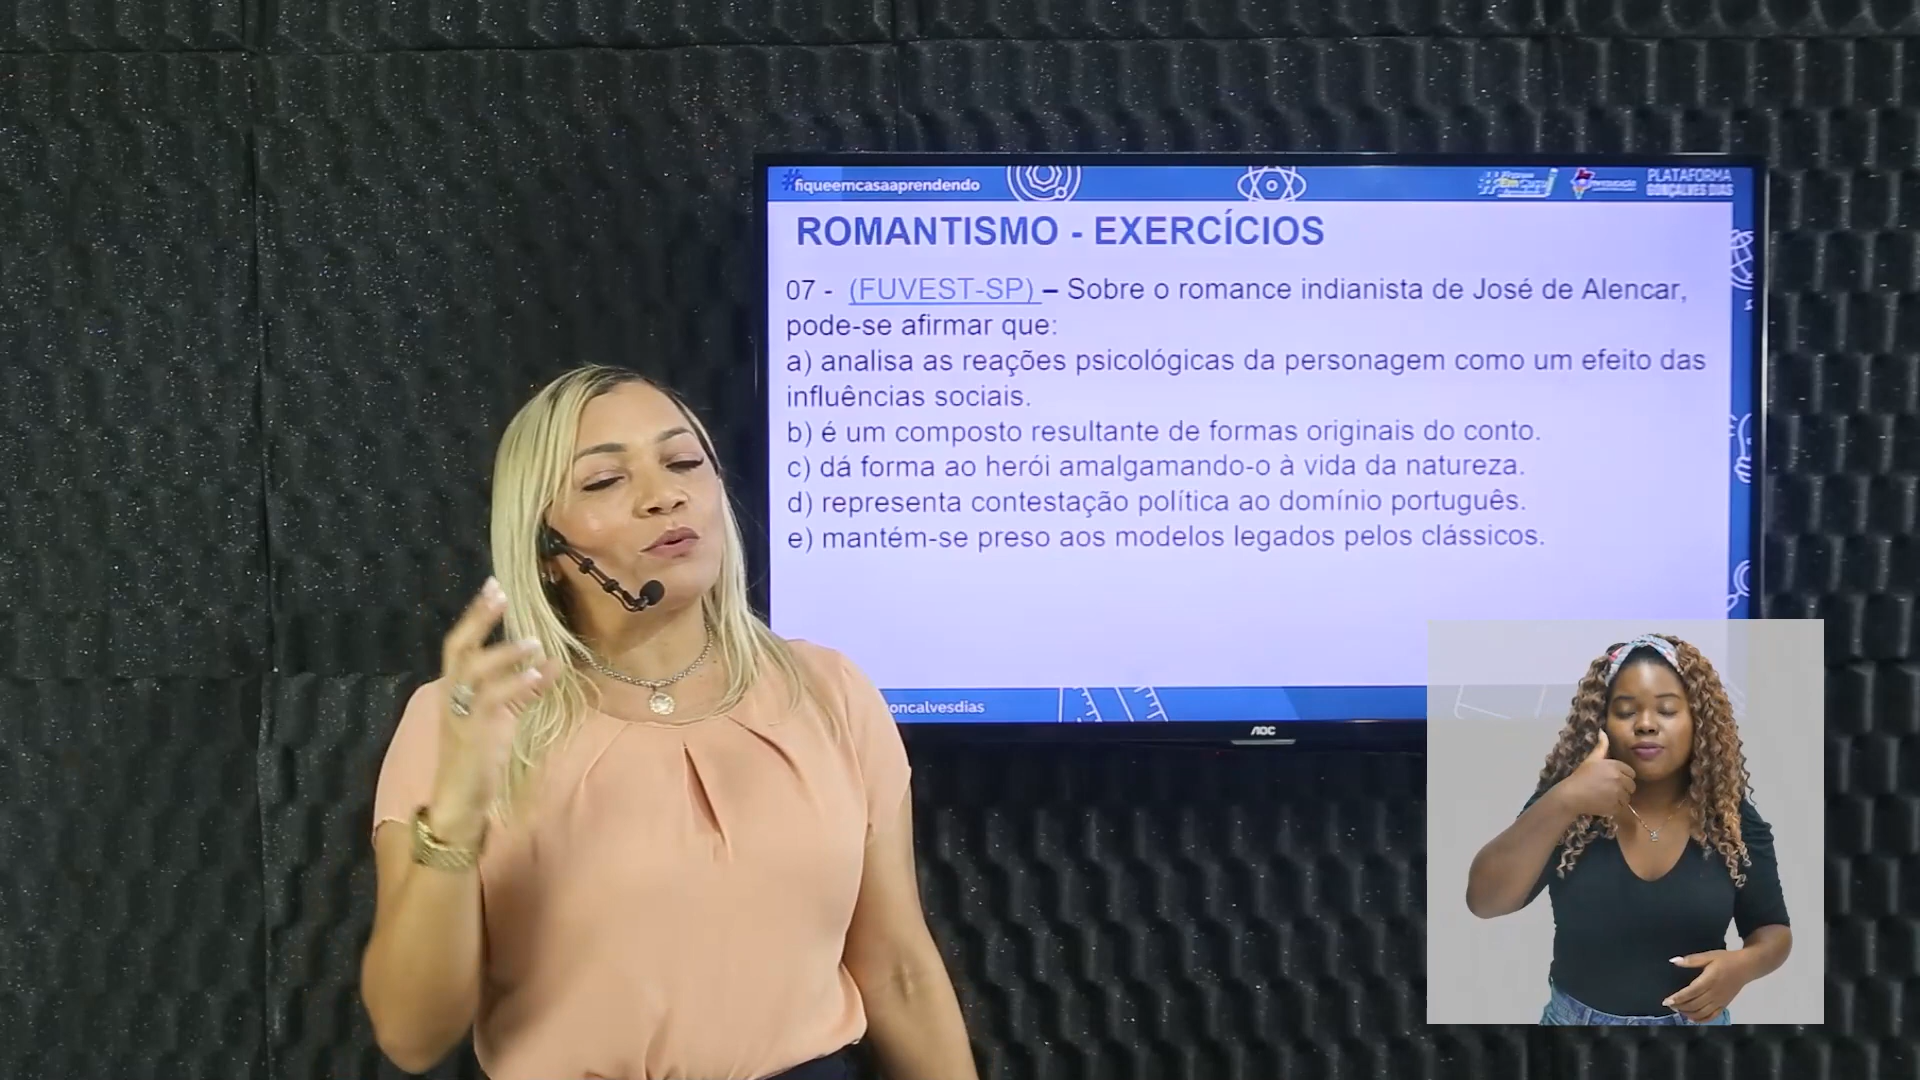 #fiqueemcasaaprendendo
PLATAFORMA
GONÇALVES DIAS
ROMANTISMO - EXERCÍCIOS
07 - (FUVEST-SP) – Sobre o romance indianista de José de Alencar,
pode-se afirmar que:
a) analisa as reações psicológicas da personagem como um efeito das
influências sociais.
b) é um composto resultante de formas originais do conto.
c) dá forma ao herói amalgamando-o à vida da natureza.
d) representa contestação política ao domínio português.
e) mantém-se preso aos modelos legados pelos clássicos.
oncalvesdias
AOC